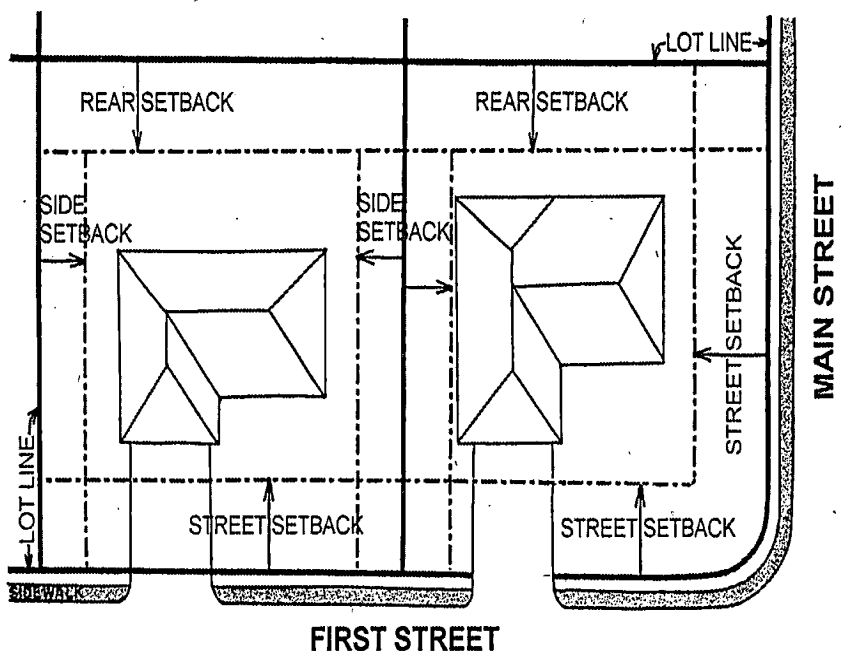 LOT LINE
REAR SETBACK
REAR SETBACK
SIDE
SETBACK
SIDE
SETBACK
STREET SETBACK
MAIN STREET
LOT LINE
STREET SETBACK
STREET SETBACK
SIDEWALK
FIRST STREET